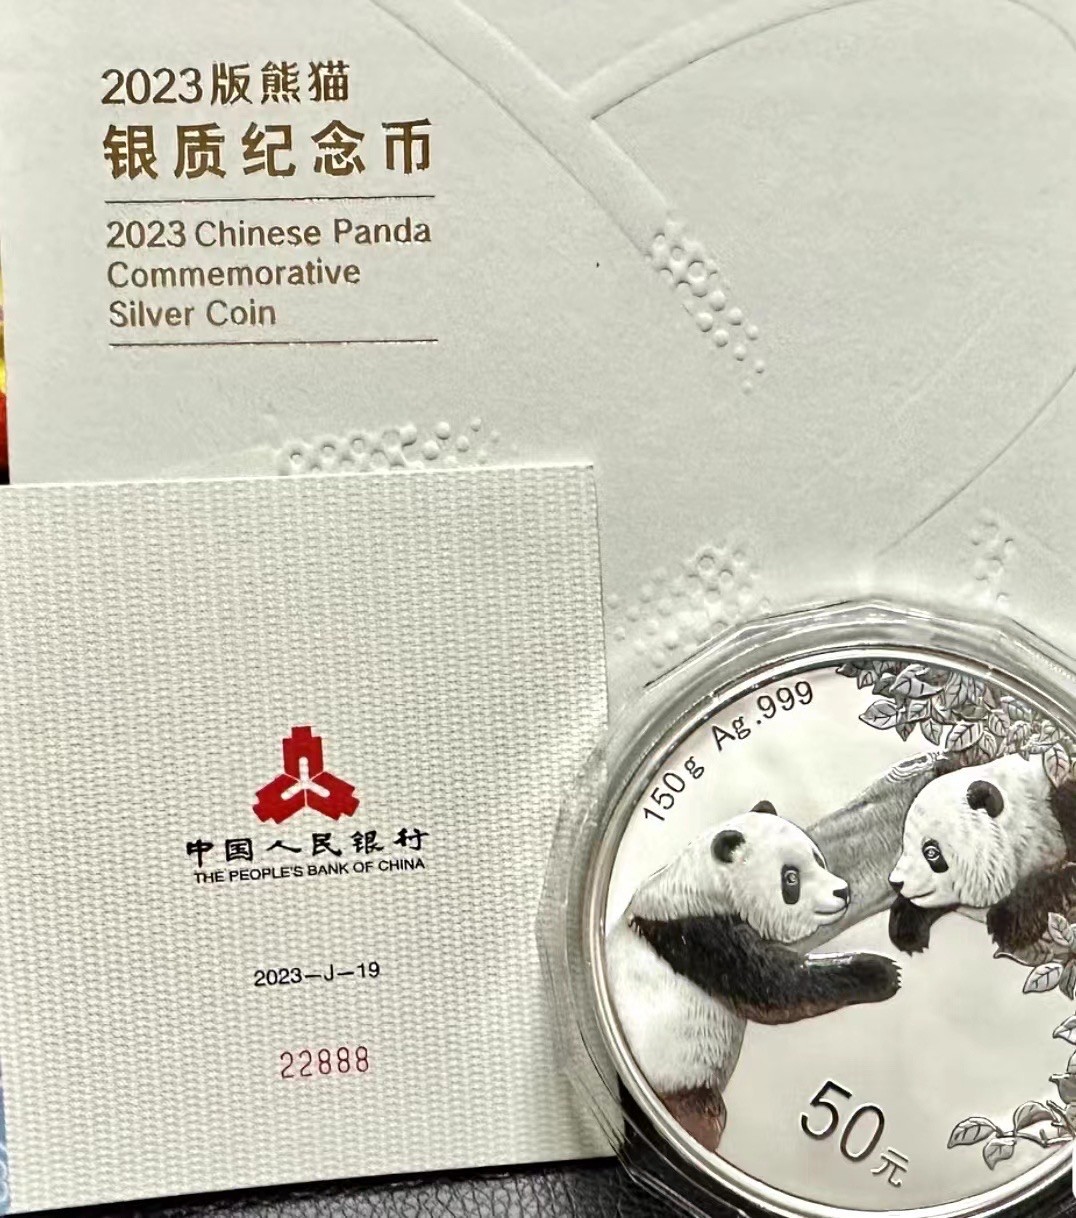 2023版熊猫
银质纪念币
2023 Chinese Panda
Commemorative
Silver Coin
中国人民银行
THE PEOPLE'S BANK OF CHINA
2023-J-19
22888
150g Ag.999
50元